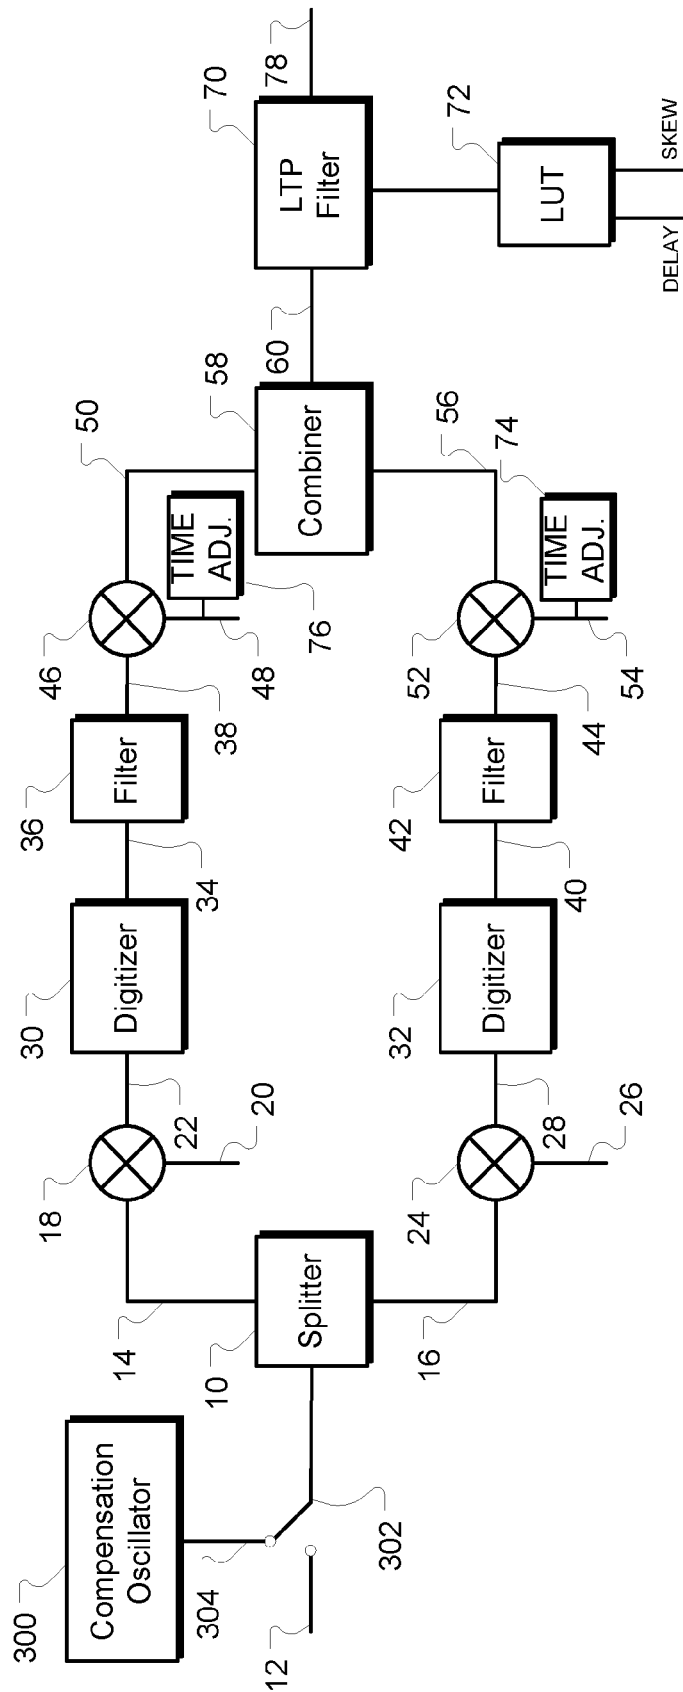 300
Compensation
Oscillator
304
12
302
14
10
Splitter
16
18
22
20
24
28
26
30
Digitizer
34
32
Digitizer
40
36
Filter
38
42
Filter
44
46
48
TIME
ADJ.
76
50
52
54
TIME
ADJ.
74
56
58
Combiner
60
70
LTP
Filter
78
72
LUT
DELAY
SKEW